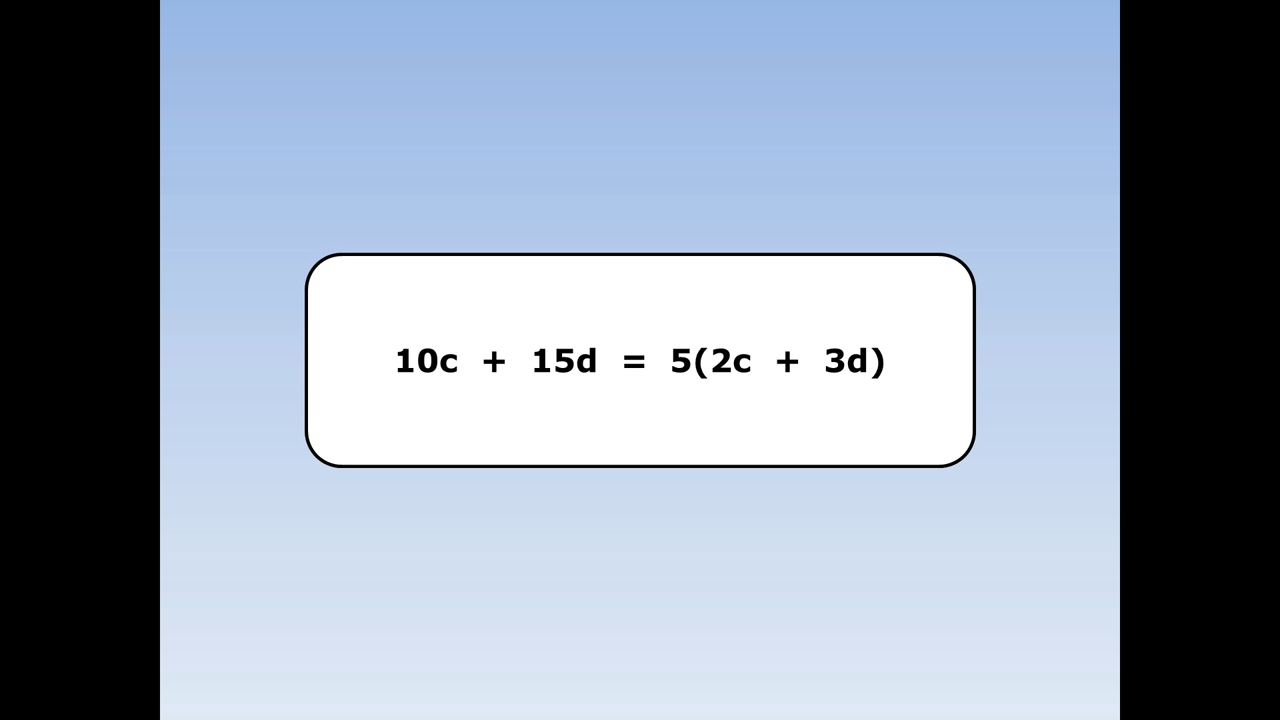 10c + 15d = 5(2c + 3d)